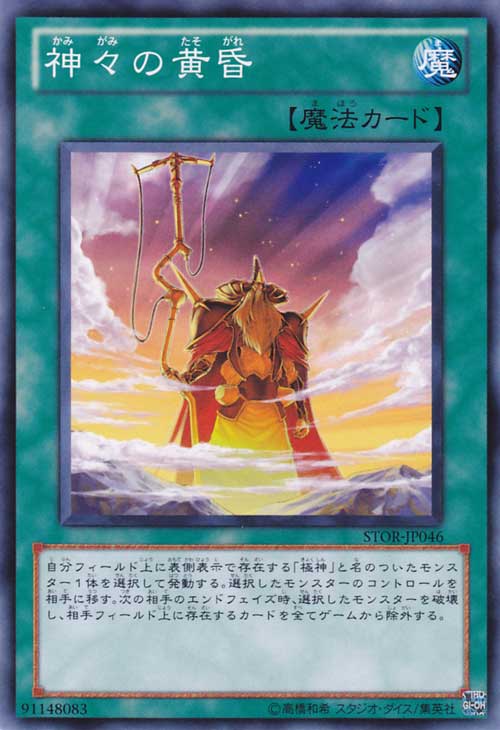 神々の黄昏
魔
【魔法カード】
STOR-JP046
自分フィールド上に表側表示で存在する「極神」と名のついたモンス
ター１体を選択して発動する。選択したモンスターのコントロールを
相手に移す。次の相手のエンドフェイズ時、選択したモンスターを破壊
し、相手フィールド上に存在するカードを全てゲームから除外する。
91148083
©高橋和希 スタジオ・ダイス/集英社